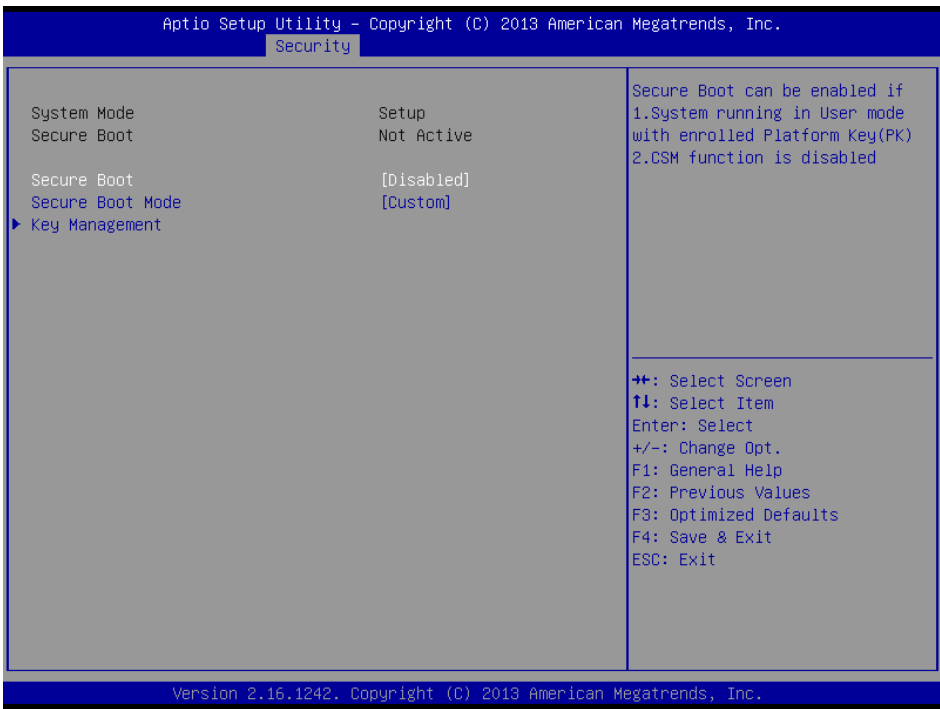 Aptio Setup Utility – Copyright (C) 2013 American Megatrends, Inc.
Security
System Mode Setup
Secure Boot Not Active
Secure Boot [Disabled]
Secure Boot Mode [Custom]
Key Management
Secure Boot can be enabled if
1.System running in User mode
with enrolled Platform Key(PK)
2.CSM function is disabled
→←: Select Screen
↑↓: Select Item
Enter: Select
+/-: Change Opt.
F1: General Help
F2: Previous Values
F3: Optimized Defaults
F4: Save & Exit
ESC: Exit
Version 2.16.1242. Copyright (C) 2013 American Megatrends, Inc.